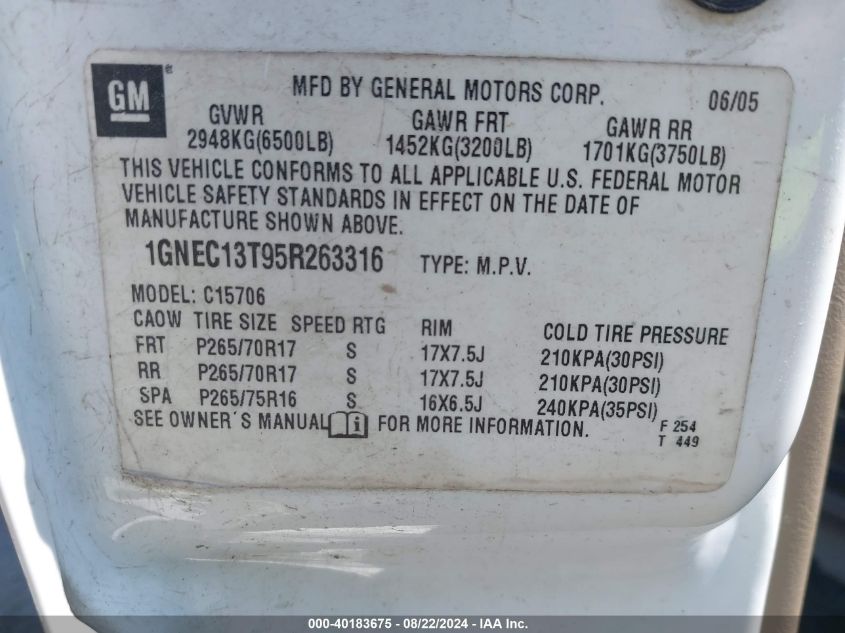 GM ®
MFD BY GENERAL MOTORS CORP. 06/05
GVWR GAWR FRT GAWR RR
2948KG(6500LB) 1452KG(3200LB) 1701KG(3750LB)
THIS VEHICLE CONFORMS TO ALL APPLICABLE U.S. FEDERAL MOTOR
VEHICLE SAFETY STANDARDS IN EFFECT ON THE DATE OF
MANUFACTURE SHOWN ABOVE.
1GNEC13T95R263316 TYPE: M.P.V.
MODEL: C15706
CAOW TIRE SIZE SPEED RTG RIM COLD TIRE PRESSURE
FRT P265/70R17 S 17X7.5J 210KPA(30PSI)
RR P265/70R17 S 17X7.5J 210KPA(30PSI)
SPA P265/75R16 S 16X6.5J 240KPA(35PSI)
SEE OWNER´S MANUAL i FOR MORE INFORMATION. F 254
T 449
000-40183675 - 08/22/2024 - IAAI.com